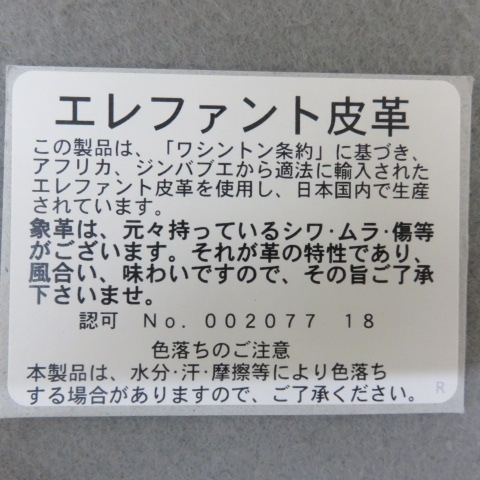 エレファント皮革
この製品は、「ワシントン条約」に基づき、
アフリカ、ジンバブエから適法に輸入された
エレファント皮革を使用し、日本国内で生産
されています。
象革は、元々持っているシワ・ムラ・傷等
がございます。それが革の特性であり、
風合い、味わいですので、その旨ご了承
下さいませ。
認可 No. 002077 18
色落ちのご注意
本製品は、水分・汗・摩擦等により色落ち
する場合がありますので、ご了承ください。
R